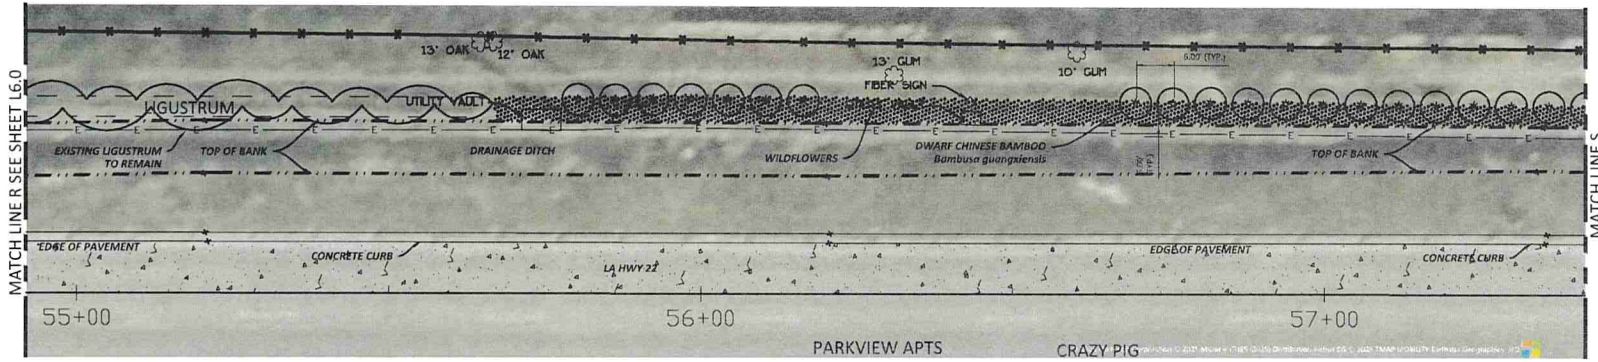 MATCH LINE R SEE SHEET L6.0
13" OAK
12" OAK
13" GUM
10" GUM
6.00' (TYP.)
LIGUSTRUM
UTILITY VAULT
FIBER SIGN
E E E E E E E E E E E E E E E E E E E E E E E E E E
EXISTING LIGUSTRUM
TO REMAIN
TOP OF BANK
DRAINAGE DITCH
WILDFLOWERS
DWARF CHINESE BAMBOO
Bambusa guangxiensis
(TYP.)
TOP OF BANK
MATCH LINE S
EDGE OF PAVEMENT
CONCRETE CURB
LA HWY 22
EDGE OF PAVEMENT
CONCRETE CURB
55+00
56+00
57+00
PARKVIEW APTS
CRAZY PIG